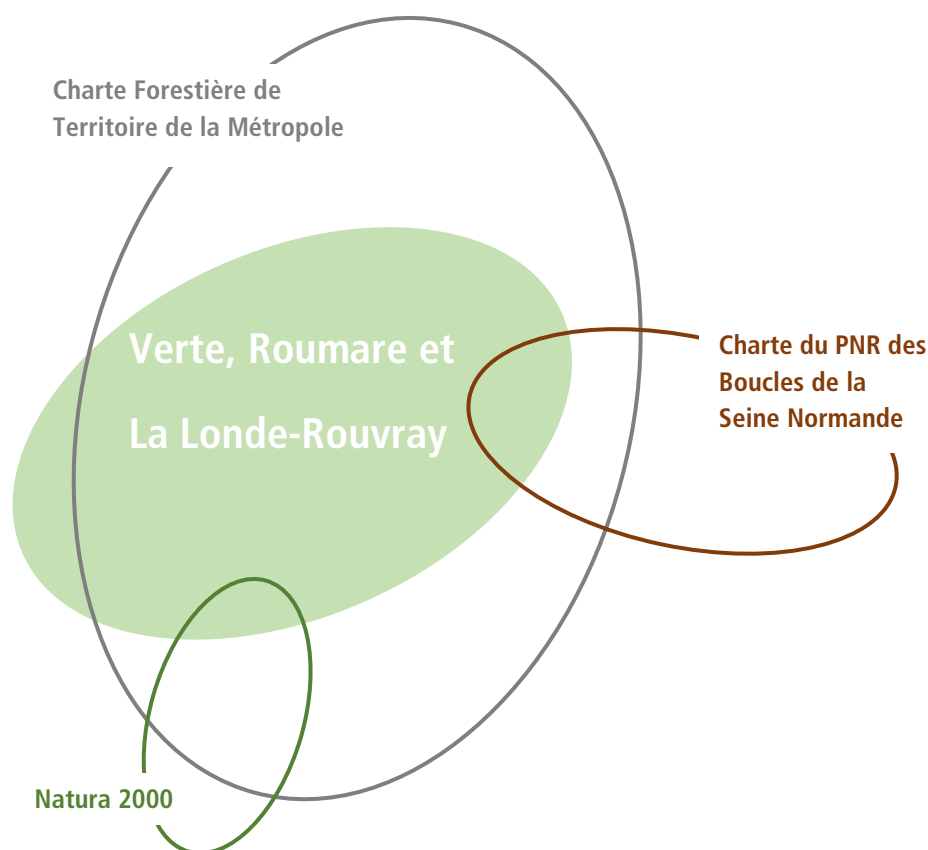 Charte Forestière de
Territoire de la Métropole
Verte, Roumare et
La Londe-Rouvray
Charte du PNR des
Boucles de la
Seine Normande
Natura 2000